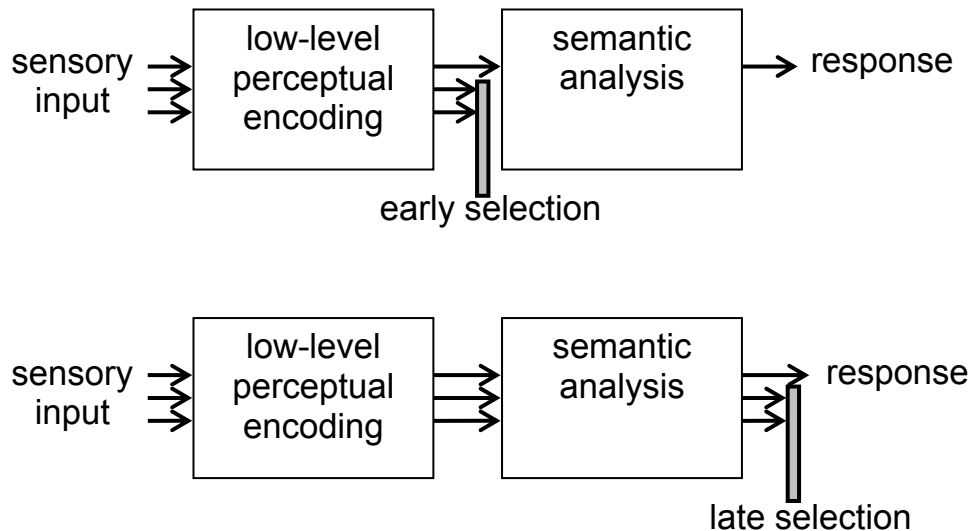 sensory
input
low-level
perceptual
encoding
semantic
analysis
response
early selection
sensory
input
low-level
perceptual
encoding
semantic
analysis
response
late selection